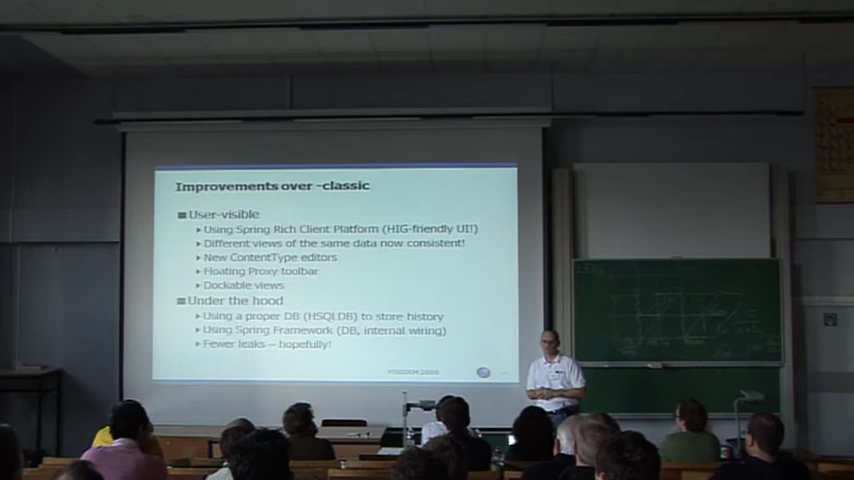 Improvements over -classic
User-visible
Using Spring Rich Client Platform (HIG-friendly UI!)
Different views of the same data now consistent!
New ContentType editors
Floating Proxy toolbar
Dockable views
Under the hood
Using a proper DB (HSQLDB) to store history
Using Spring Framework (DB, internal wiring)
Fewer leaks – hopefully!